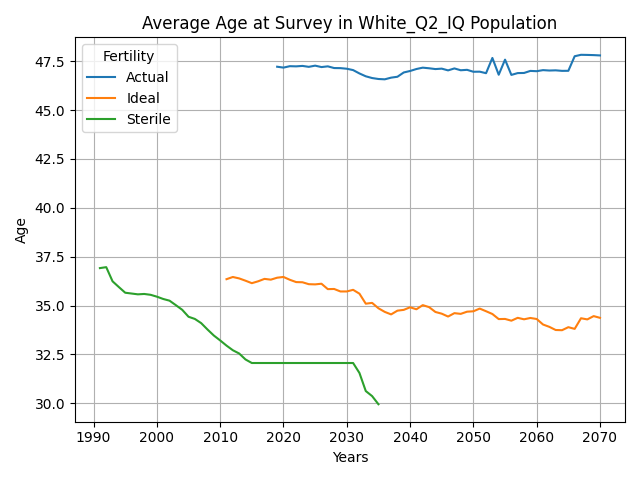 Average Age at Survey in White_Q2_IQ Population
Fertility
Actual
Ideal
Sterile
Age
47.5
45.0
42.5
40.0
37.5
35.0
32.5
30.0
1990 2000 2010 2020 2030 2040 2050 2060 2070
Years